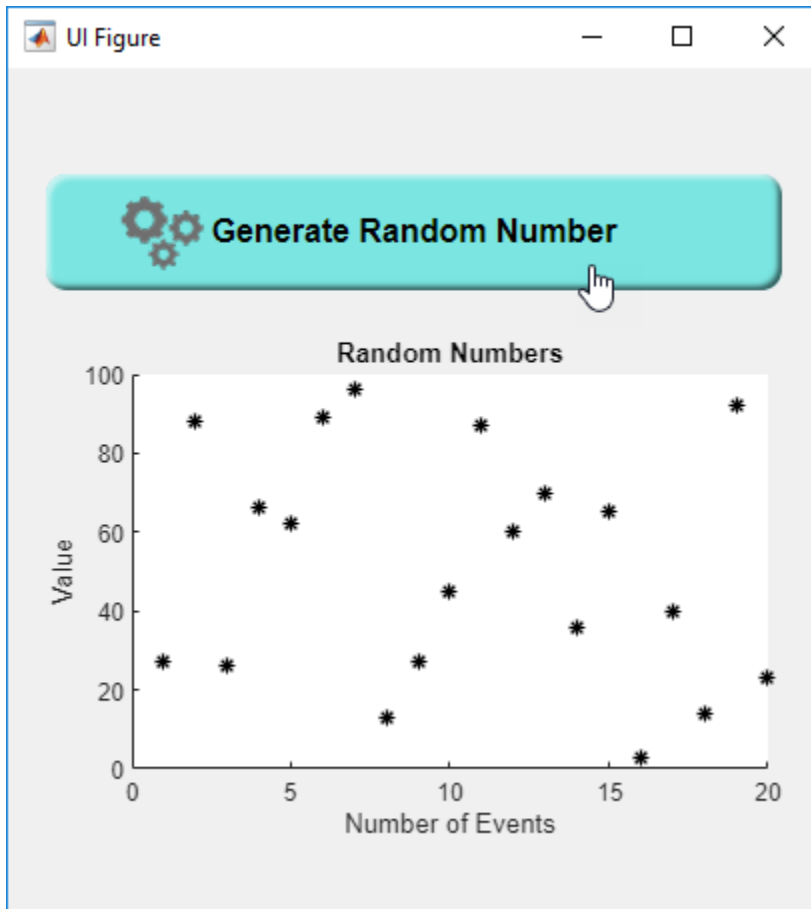 UI Figure
Generate Random Number
Random Numbers
100
80
60
40
20
0
Value
0 5 10 15 20
Number of Events